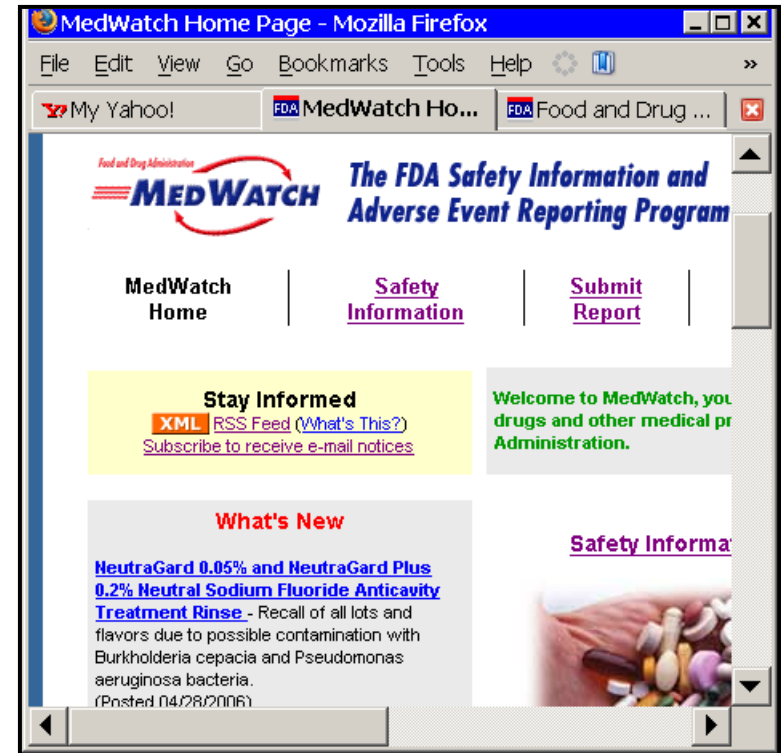 MedWatch Home Page - Mozilla Firefox
File Edit View Go Bookmarks Tools Help »
My Yahoo! FDA MedWatch Ho... FDA Food and Drug ...
Food and Drug Administration
MEDWATCH
The FDA Safety Information and
Adverse Event Reporting Program
MedWatch
Home
Safety
Information
Submit
Report
Stay Informed
XML RSS Feed (What's This?)
Subscribe to receive e-mail notices
Welcome to MedWatch, you
drugs and other medical pr
Administration.
What's New
NeutraGard 0.05% and NeutraGard Plus
0.2% Neutral Sodium Fluoride Anticavity
Treatment Rinse - Recall of all lots and
flavors due to possible contamination with
Burkholderia cepacia and Pseudomonas
aeruginosa bacteria.
(Posted 04/28/2006)
Safety Informa